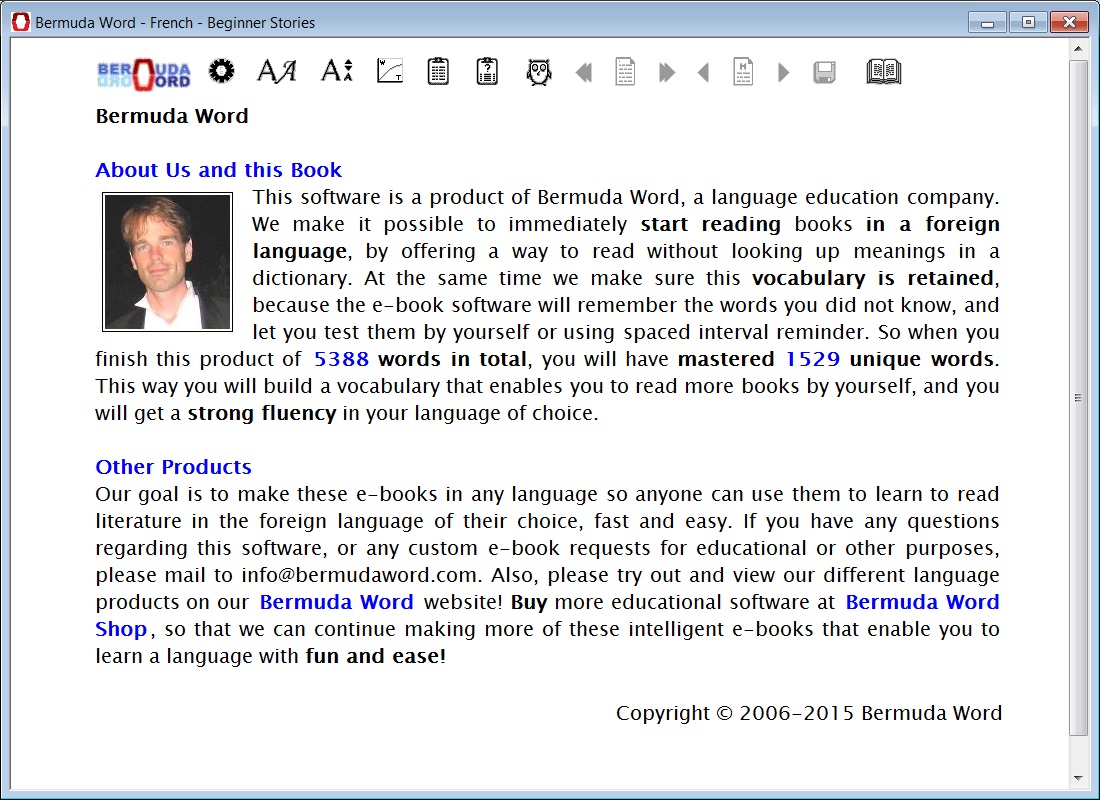 Bermuda Word - French - Beginner Stories
BERMUDA
WORD
Bermuda Word
About Us and this Book
This software is a product of Bermuda Word, a language education company.
We make it possible to immediately start reading books in a foreign
language, by offering a way to read without looking up meanings in a
dictionary. At the same time we make sure this vocabulary is retained,
because the e-book software will remember the words you did not know, and
let you test them by yourself or using spaced interval reminder. So when you
finish this product of 5388 words in total, you will have mastered 1529 unique words.
This way you will build a vocabulary that enables you to read more books by yourself, and you
will get a strong fluency in your language of choice.
Other Products
Our goal is to make these e-books in any language so anyone can use them to learn to read
literature in the foreign language of their choice, fast and easy. If you have any questions
regarding this software, or any custom e-book requests for educational or other purposes,
please mail to info@bermudaword.com. Also, please try out and view our different language
products on our Bermuda Word website! Buy more educational software at Bermuda Word
Shop, so that we can continue making more of these intelligent e-books that enable you to
learn a language with fun and ease!
Copyright © 2006-2015 Bermuda Word